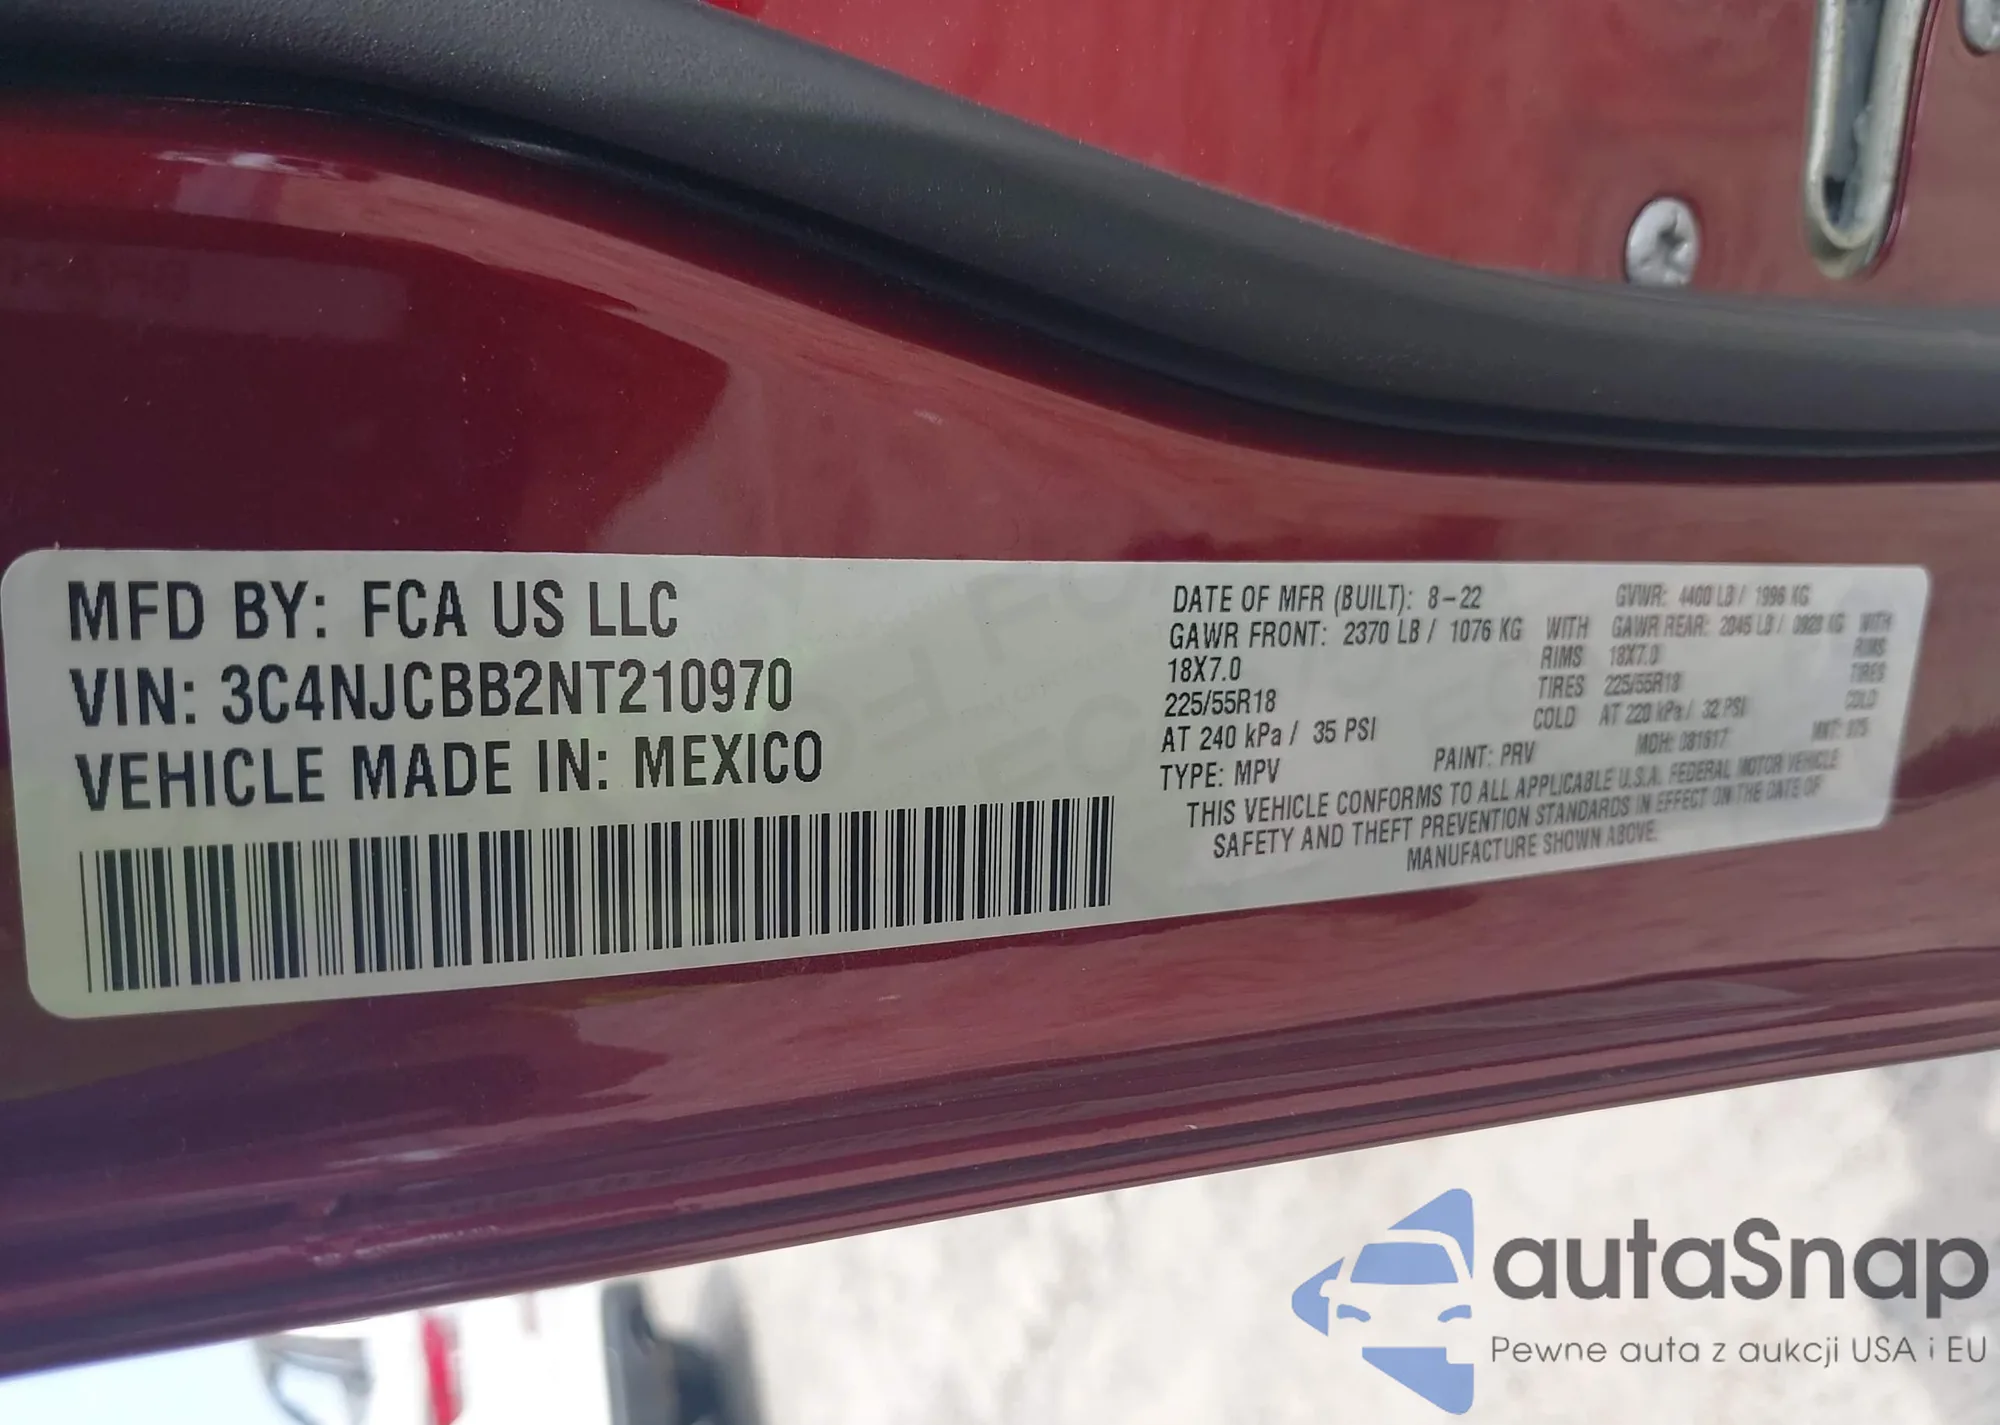 MFD BY: FCA US LLC
VIN: 3C4NJCBB2NT210970
VEHICLE MADE IN: MEXICO
DATE OF MFR (BUILT): 8-22 GVWR: 4400 LB / 1996 KG
GAWR FRONT: 2370 LB / 1076 KG WITH GAWR REAR: 2045 LB / 0928 KG WITH
18X7.0 RIMS 18X7.0 RIMS
225/55R18 TIRES 225/55R18 TIRES
AT 240 kPa / 35 PSI COLD AT 220 kPa / 32 PSI COLD
TYPE: MPV PAINT: PRV MDH: 081617
THIS VEHICLE CONFORMS TO ALL APPLICABLE U.S.A. FEDERAL MOTOR VEHICLE
SAFETY AND THEFT PREVENTION STANDARDS IN EFFECT ON THE DATE OF
MANUFACTURE SHOWN ABOVE.
autaSnap
Pewne auta z aukcji USA i EU